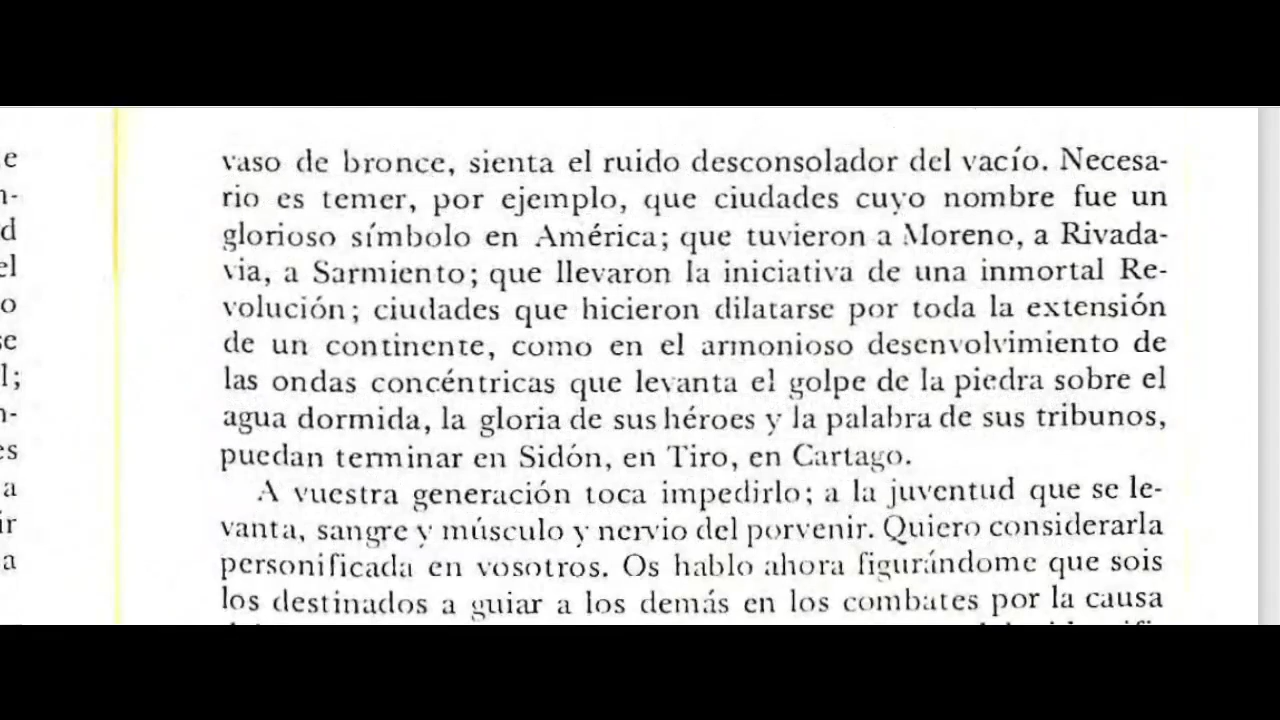 vaso de bronce, sienta el ruido desconsolador del vacío. Necesa-
rio es temer, por ejemplo, que ciudades cuyo nombre fue un
glorioso símbolo en América; que tuvieron a Moreno, a Rivada-
via, a Sarmiento; que llevaron la iniciativa de una inmortal Re-
volución; ciudades que hicieron dilatarse por toda la extensión
de un continente, como en el armonioso desenvolvimiento de
las ondas concéntricas que levanta el golpe de la piedra sobre el
agua dormida, la gloria de sus héroes y la palabra de sus tribunos,
puedan terminar en Sidón, en Tiro, en Cartago.
A vuestra generación toca impedirlo; a la juventud que se le-
vanta, sangre y músculo y nervio del porvenir. Quiero considerarla
personificada en vosotros. Os hablo ahora figurándome que sois
los destinados a guiar a los demás en los combates por la causa